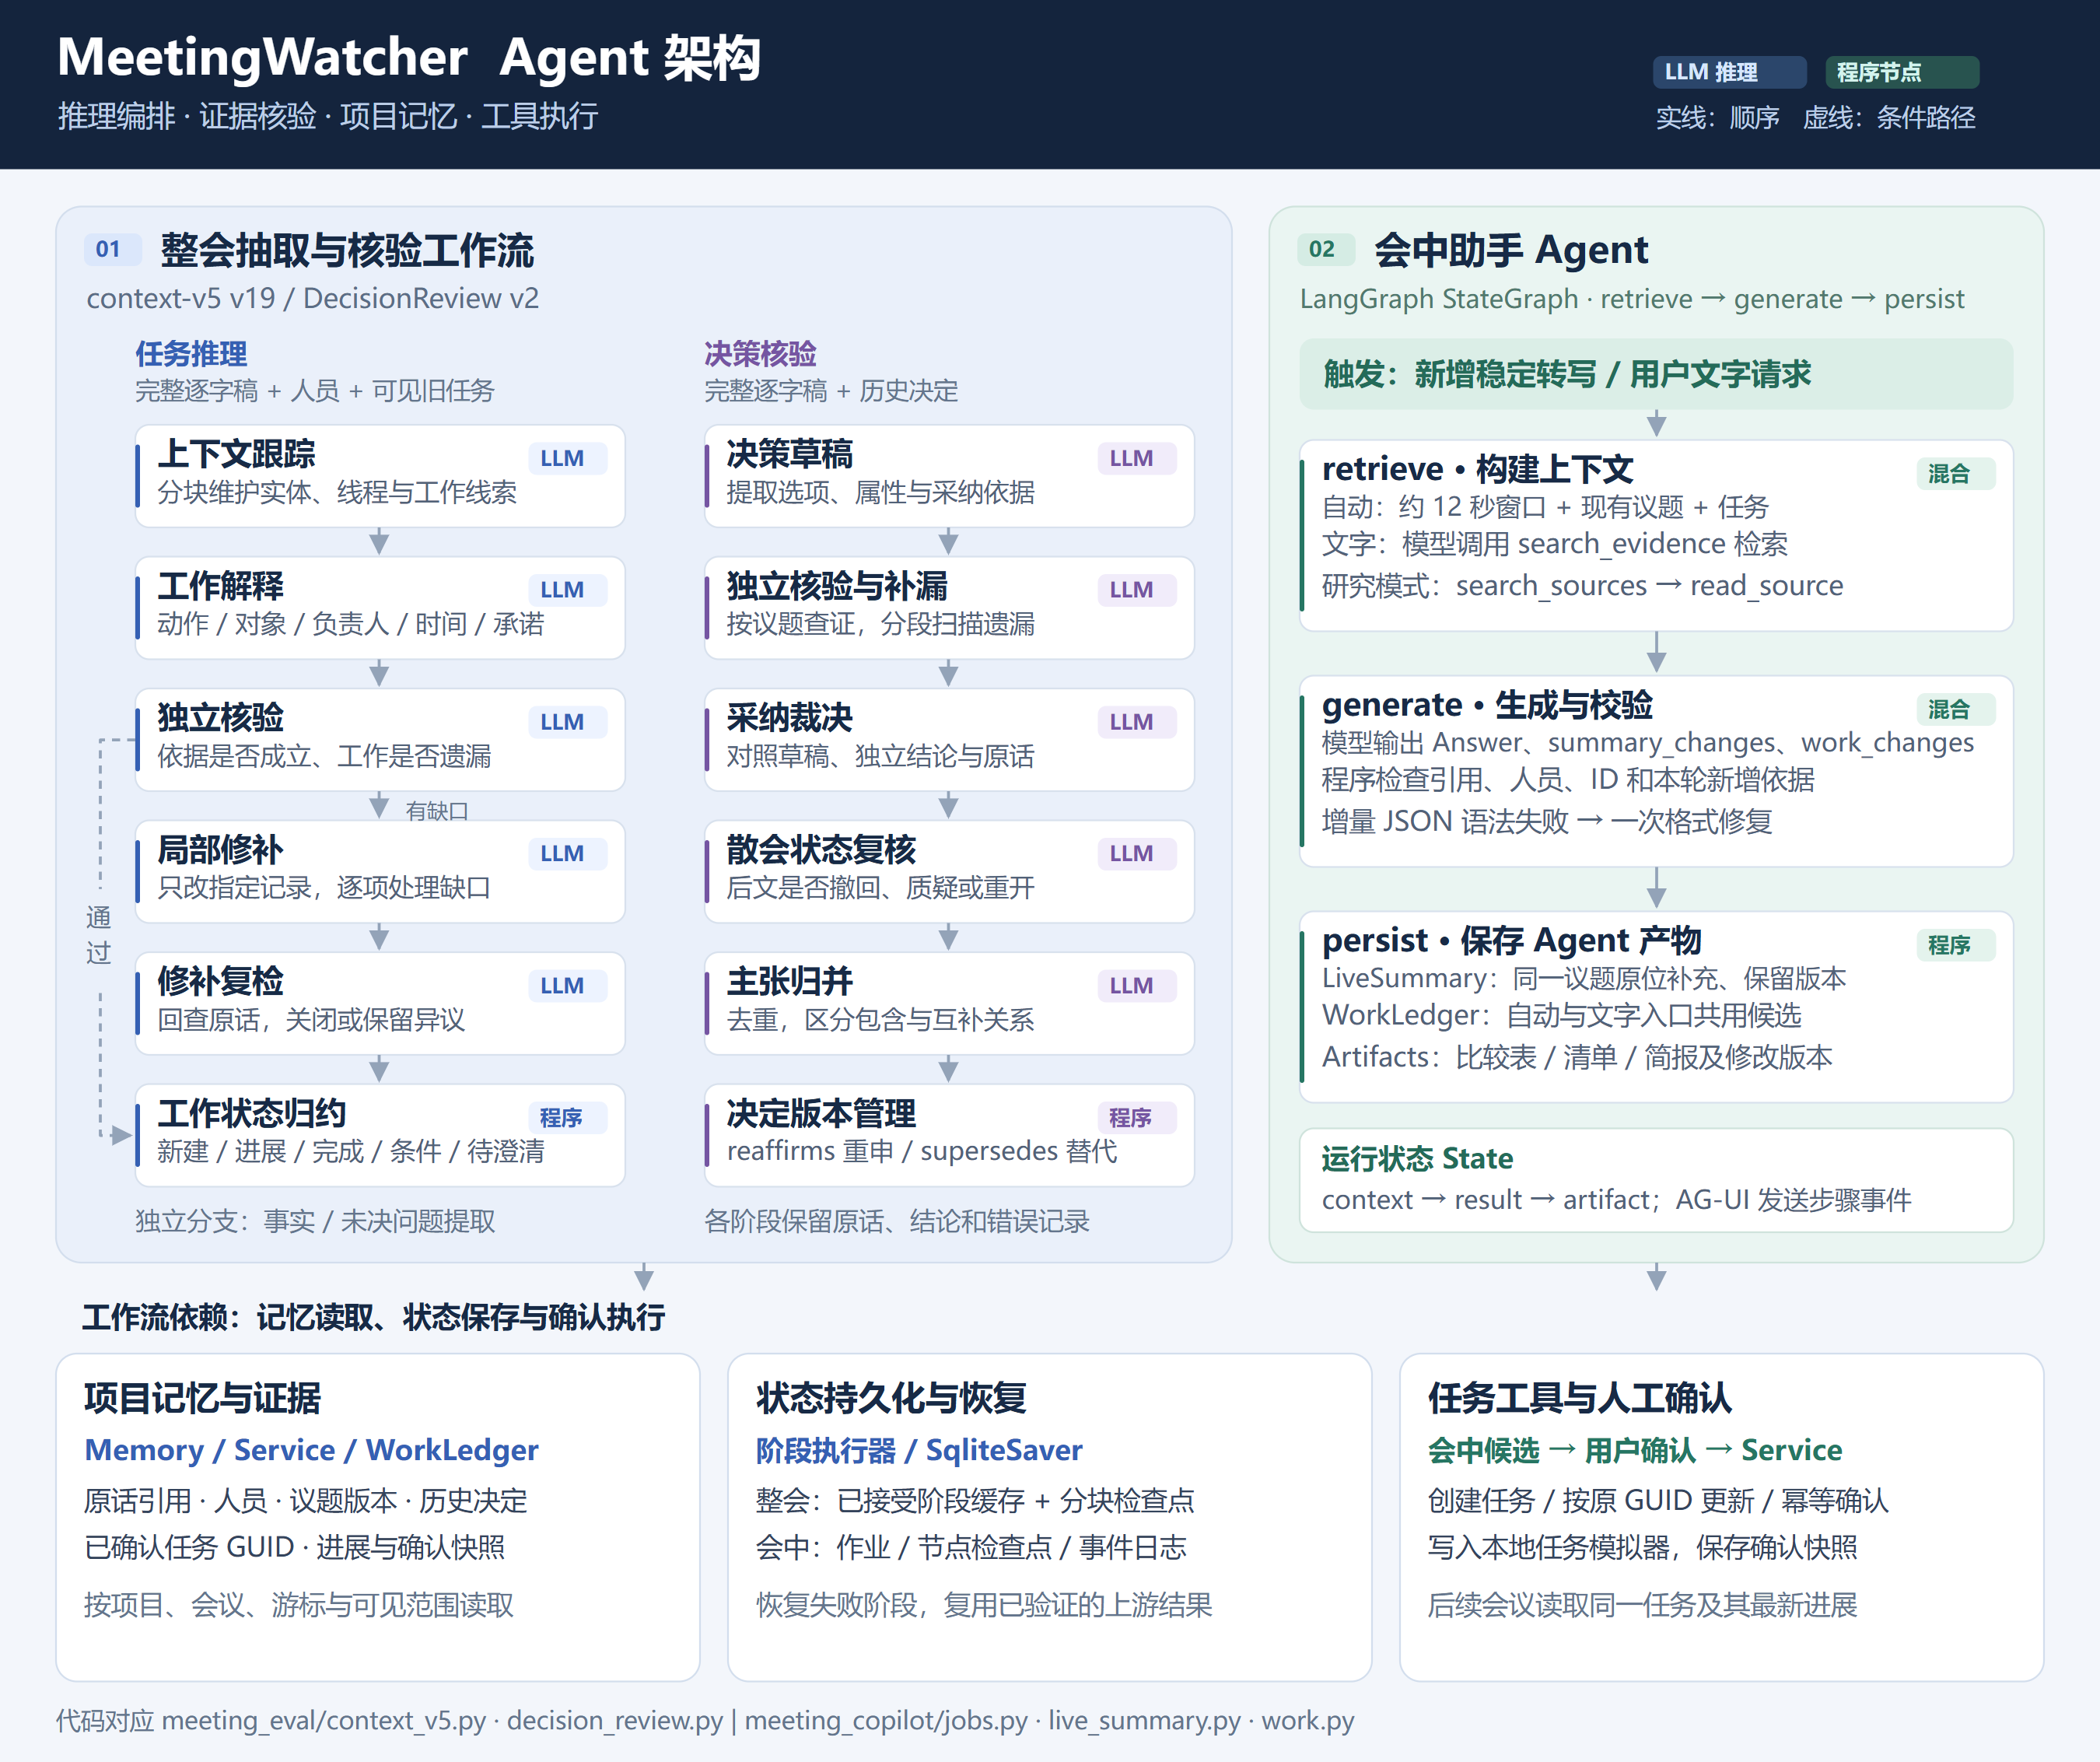 MeetingWatcher Agent 架构
推理编排 · 证据核验 · 项目记忆 · 工具执行
LLM 推理
程序节点
实线：顺序 虚线：条件路径
01 整会抽取与核验工作流
context-v5 v19 / DecisionReview v2
任务推理
完整逐字稿 + 人员 + 可见旧任务
上下文跟踪 LLM
分块维护实体、线程与工作线索
工作解释 LLM
动作 / 对象 / 负责人 / 时间 / 承诺
独立核验 LLM
依据是否成立、工作是否遗漏
有缺口
局部修补 LLM
只改指定记录，逐项处理缺口
通
过
修补复检 LLM
回查原话，关闭或保留异议
工作状态归约 程序
新建 / 进展 / 完成 / 条件 / 待澄清
独立分支：事实 / 未决问题提取
决策核验
完整逐字稿 + 历史决定
决策草稿 LLM
提取选项、属性与采纳依据
独立核验与补漏 LLM
按议题查证，分段扫描遗漏
采纳裁决 LLM
对照草稿、独立结论与原话
散会状态复核 LLM
后文是否撤回、质疑或重开
主张归并 LLM
去重，区分包含与互补关系
决定版本管理 程序
reaffirms 重申 / supersedes 替代
各阶段保留原话、结论和错误记录
02 会中助手 Agent
LangGraph StateGraph · retrieve → generate → persist
触发：新增稳定转写 / 用户文字请求
retrieve • 构建上下文 混合
自动：约 12 秒窗口 + 现有议题 + 任务
文字：模型调用 search_evidence 检索
研究模式：search_sources → read_source
generate • 生成与校验 混合
模型输出 Answer、summary_changes、work_changes
程序检查引用、人员、ID 和本轮新增依据
增量 JSON 语法失败 → 一次格式修复
persist • 保存 Agent 产物 程序
LiveSummary：同一议题原位补充、保留版本
WorkLedger：自动与文字入口共用候选
Artifacts：比较表 / 清单 / 简报及修改版本
运行状态 State
context → result → artifact；AG-UI 发送步骤事件
工作流依赖：记忆读取、状态保存与确认执行
项目记忆与证据
Memory / Service / WorkLedger
原话引用 · 人员 · 议题版本 · 历史决定
已确认任务 GUID · 进展与确认快照
按项目、会议、游标与可见范围读取
状态持久化与恢复
阶段执行器 / SqliteSaver
整会：已接受阶段缓存 + 分块检查点
会中：作业 / 节点检查点 / 事件日志
恢复失败阶段，复用已验证的上游结果
任务工具与人工确认
会中候选 → 用户确认 → Service
创建任务 / 按原 GUID 更新 / 幂等确认
写入本地任务模拟器，保存确认快照
后续会议读取同一任务及其最新进展
代码对应 meeting_eval/context_v5.py · decision_review.py | meeting_copilot/jobs.py · live_summary.py · work.py